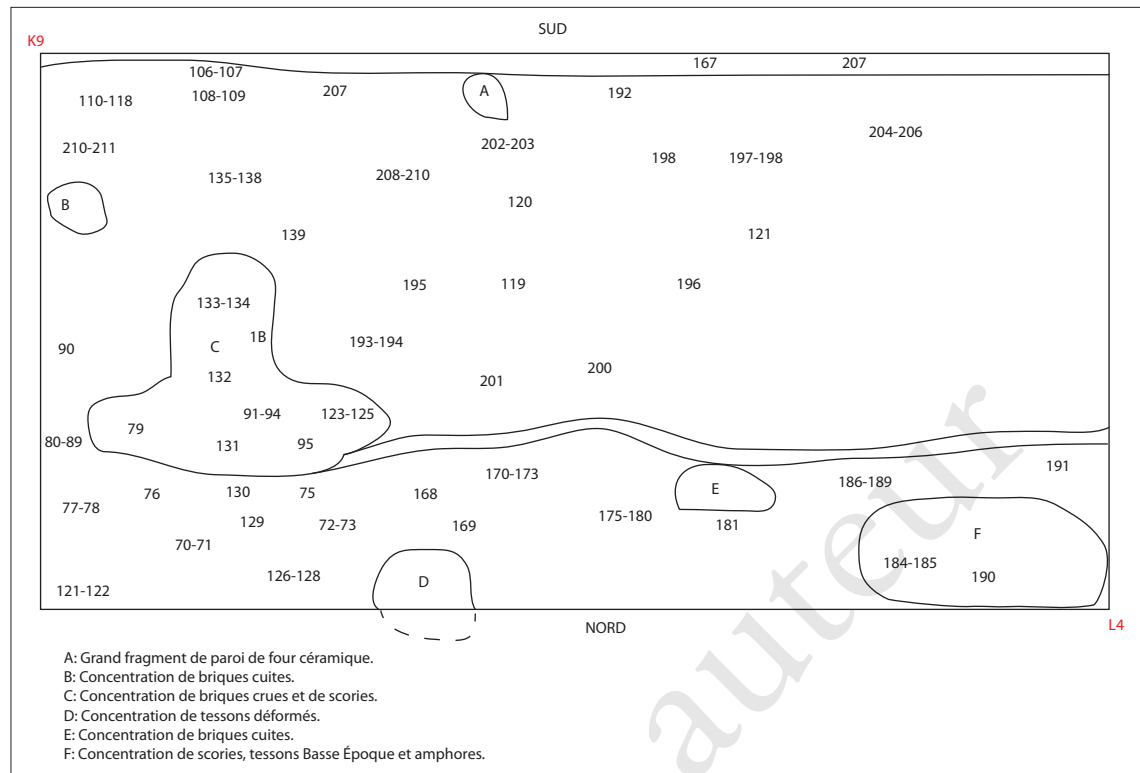 SUD
K9
167 207
106-107
110-118 108-109 207 A 192
204-206
210-211 202-203 198 197-198
135-138 208-210
B 120
139 121
195 119 196
133-134
90 C 1B 193-194
132 201 200
79 91-94 123-125
80-89 131 95
76 130 75 168 170-173 E 186-189 191
77-78 129 72-73 169 175-180 181
70-71 F
126-128 D 184-185 190
121-122
NORD
L4
A: Grand fragment de paroi de four céramique.
B: Concentration de briques cuites.
C: Concentration de briques crues et de scories.
D: Concentration de tessons déformés.
E: Concentration de briques cuites.
F: Concentration de scories, tessons Basse Époque et amphores.
auteur